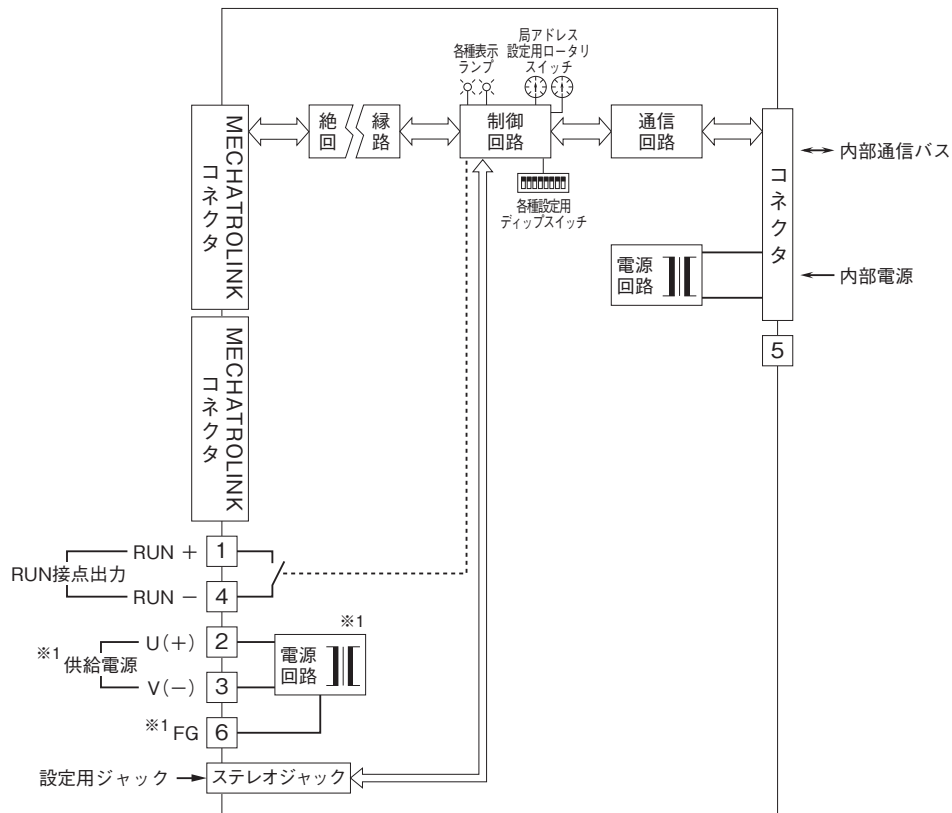 各種表示
ランプ
局アドレス
設定用ロータリ
スイッチ
MECHATROLINK
コネクタ
絶
回
縁
路
制御
回路
通信
回路
コネクタ
内部通信バス
各種設定用
ディップスイッチ
電源
回路
内部電源
5
MECHATROLINK
コネクタ
RUN + 1
RUN接点出力
RUN − 4
※1
U(+) 2
※1 供給電源
電源
回路
V(−) 3
※1 FG 6
設定用ジャック ステレオジャック